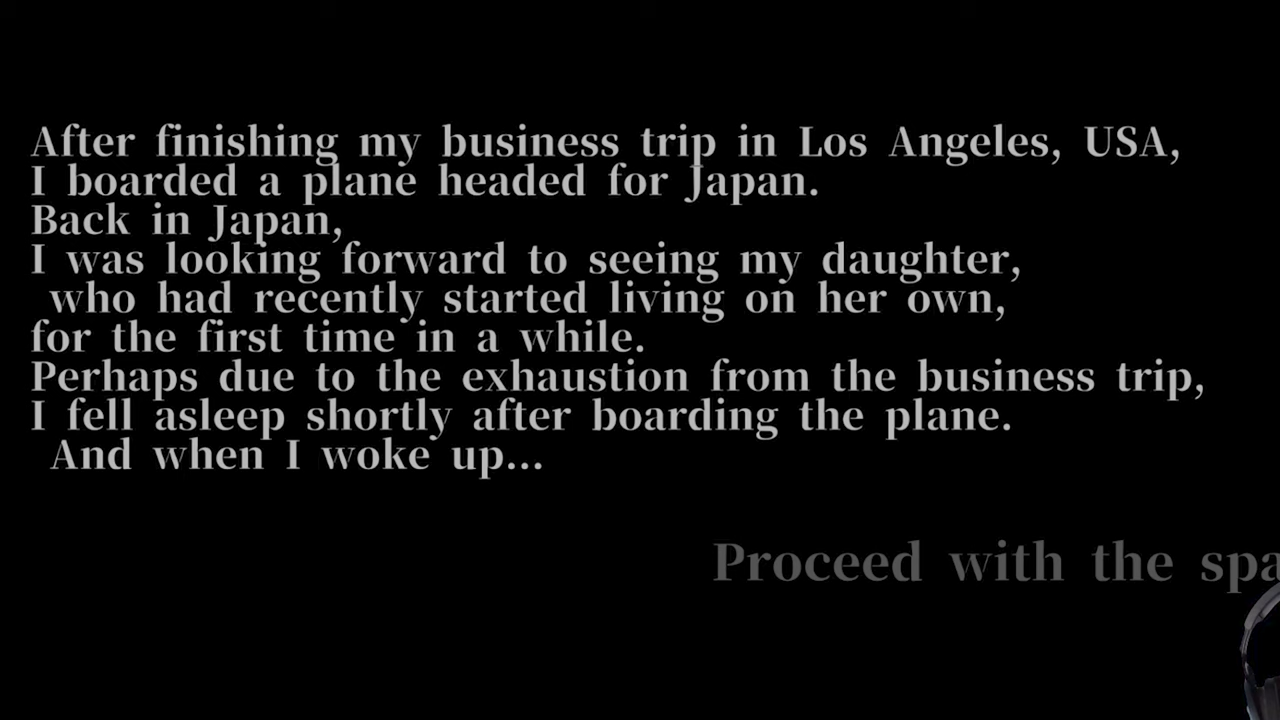 After finishing my business trip in Los Angeles, USA,
I boarded a plane headed for Japan.
Back in Japan,
I was looking forward to seeing my daughter,
who had recently started living on her own,
for the first time in a while.
Perhaps due to the exhaustion from the business trip,
I fell asleep shortly after boarding the plane.
And when I woke up...
Proceed with the